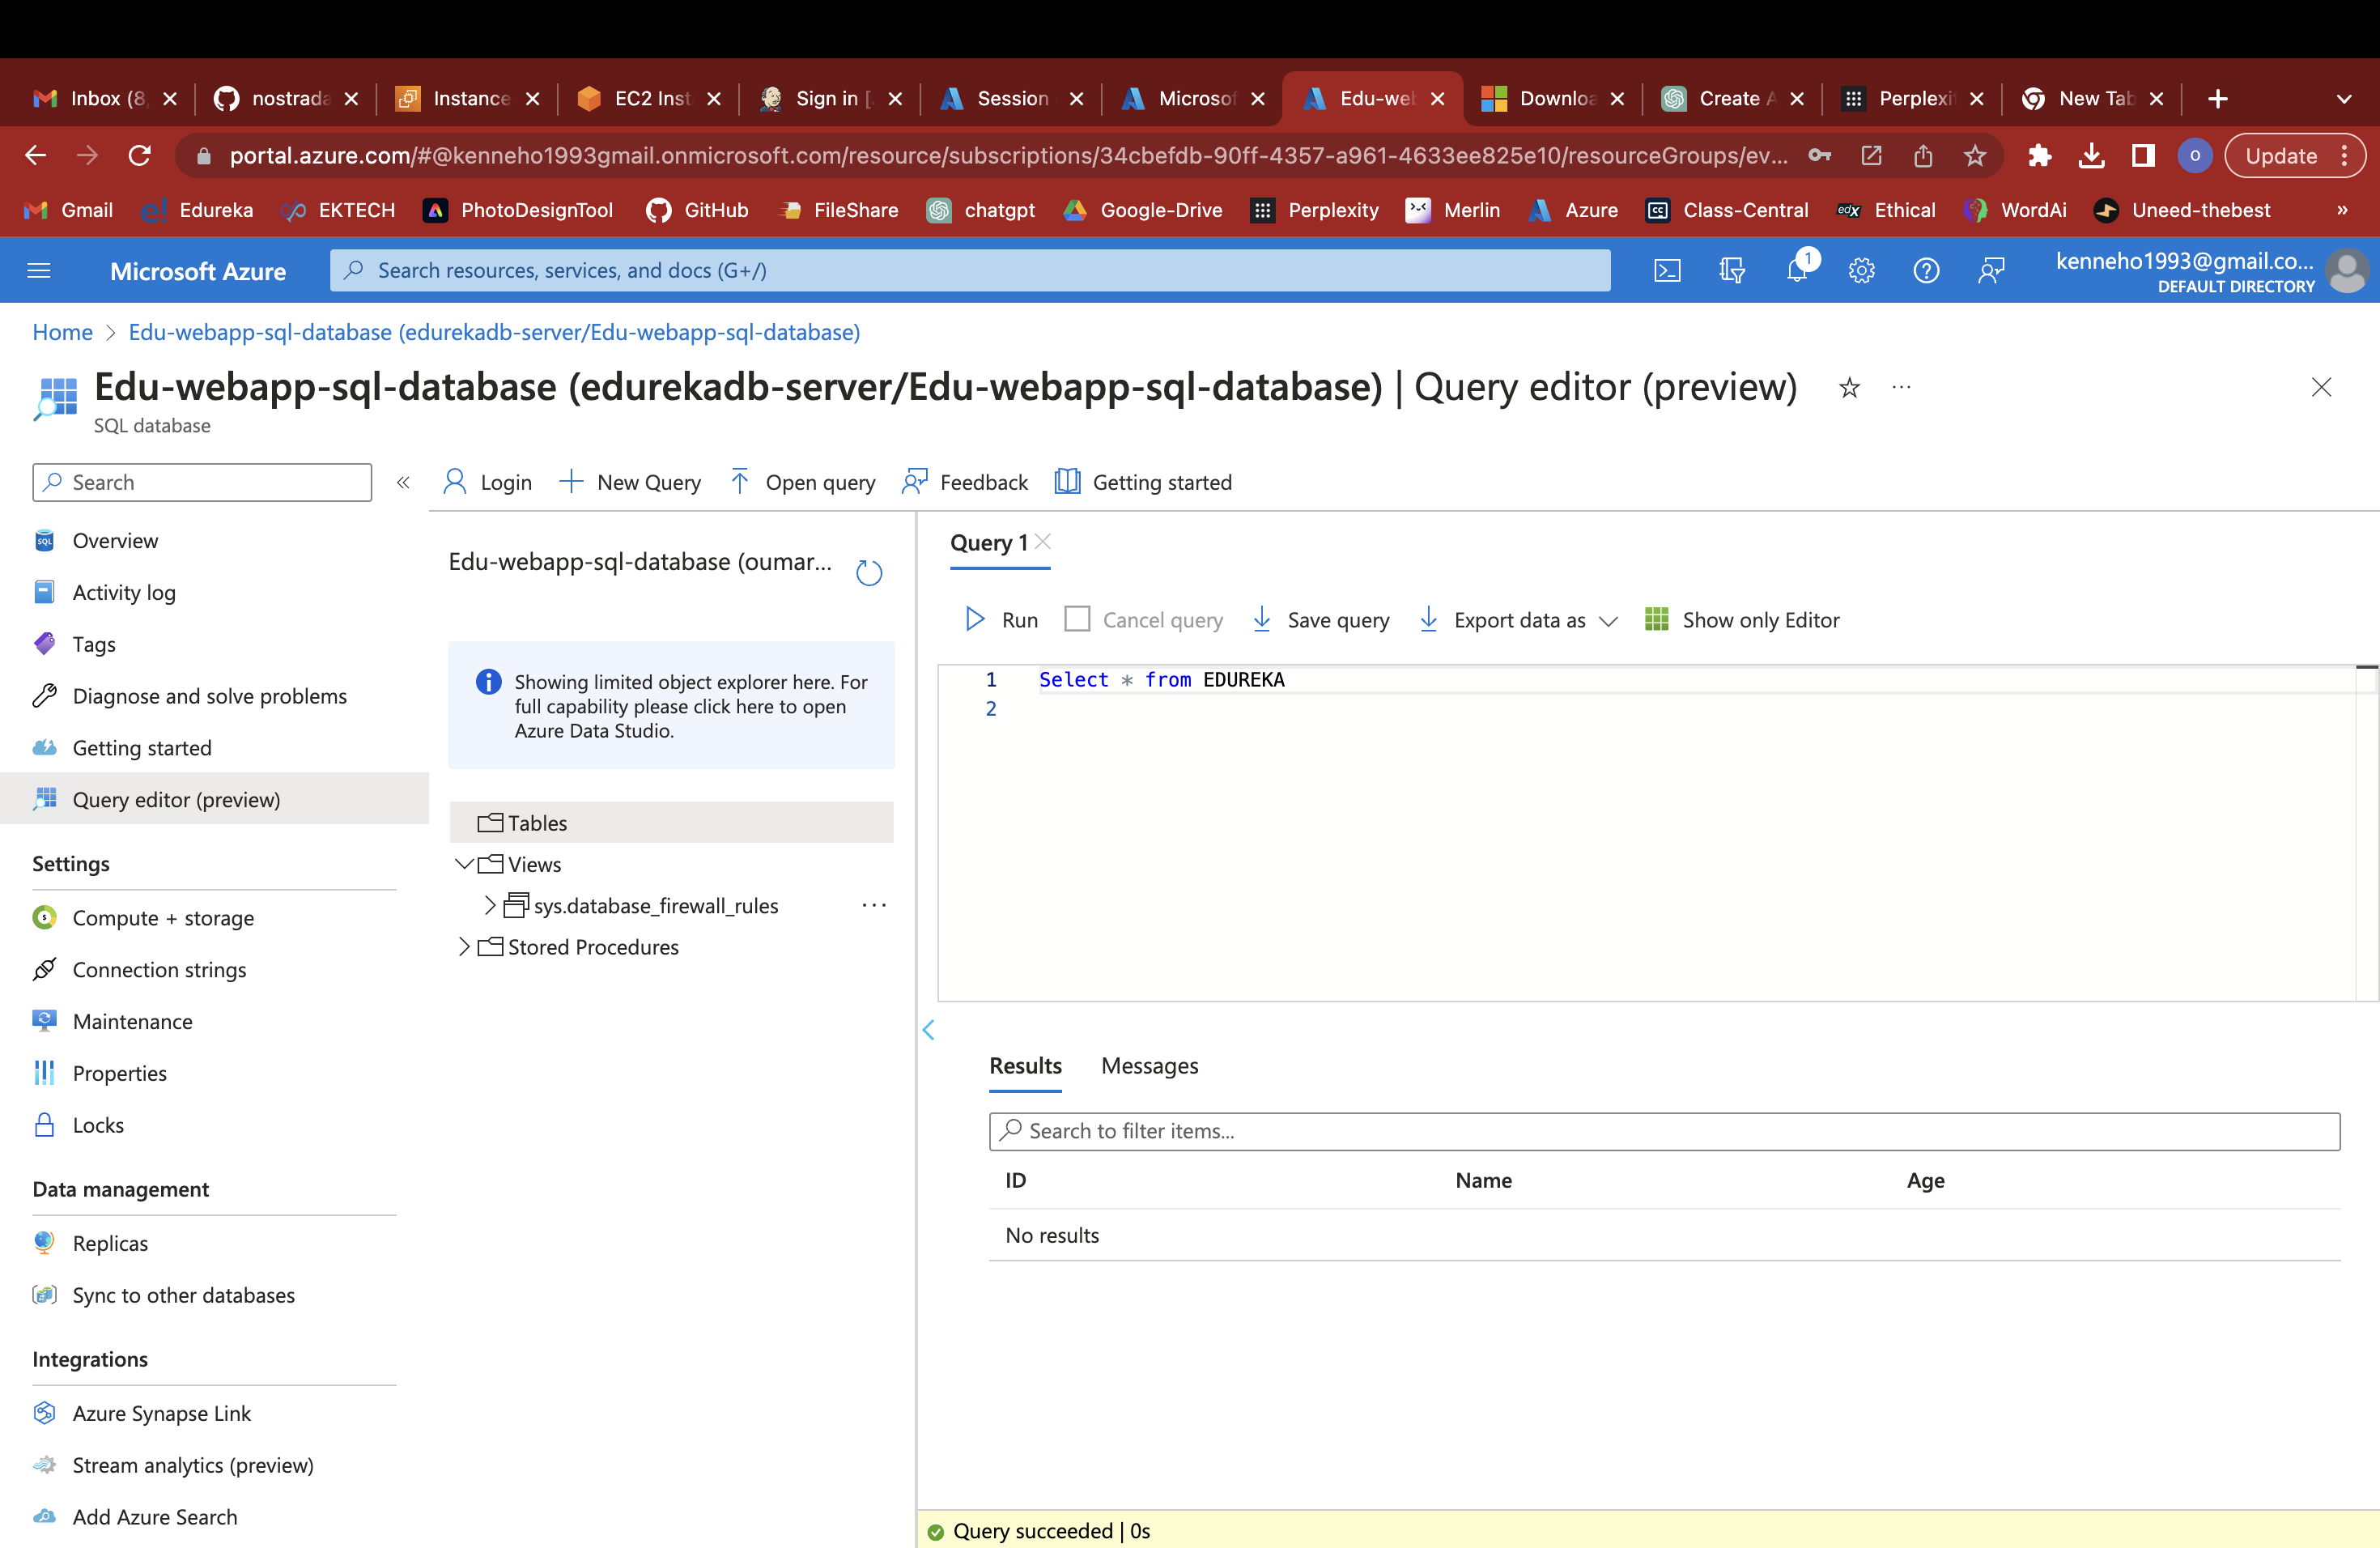 Inbox (8,
nostrada
Instance
EC2 Inst
Sign in [
Session
Microsof
Edu-web
Downloa
Create A
Perplexi
New Tab
portal.azure.com/#@kenneho1993gmail.onmicrosoft.com/resource/subscriptions/34cbefdb-90ff-4357-a961-4633ee825e10/resourceGroups/ev...
O
Update
Gmail
Edureka
EKTECH
PhotoDesignTool
GitHub
FileShare
chatgpt
Google-Drive
Perplexity
Merlin
Azure
Class-Central
Ethical
WordAi
Uneed-thebest
»
Microsoft Azure
Search resources, services, and docs (G+/)
1
kenneho1993@gmail.co...
DEFAULT DIRECTORY
Home > Edu-webapp-sql-database (edurekadb-server/Edu-webapp-sql-database)
Edu-webapp-sql-database (edurekadb-server/Edu-webapp-sql-database) | Query editor (preview)
SQL database
Search
«
Overview
Activity log
Tags
Diagnose and solve problems
Getting started
Query editor (preview)
Settings
Compute + storage
Connection strings
Maintenance
Properties
Locks
Data management
Replicas
Sync to other databases
Integrations
Azure Synapse Link
Stream analytics (preview)
Add Azure Search
Login
New Query
Open query
Feedback
Getting started
Edu-webapp-sql-database (oumar...
Showing limited object explorer here. For
full capability please click here to open
Azure Data Studio.
Tables
Views
sys.database_firewall_rules
Stored Procedures
Query 1
Run
Cancel query
Save query
Export data as
Show only Editor
1 Select * from EDUREKA
2
Results
Messages
Search to filter items...
ID Name Age
No results
Query succeeded | 0s